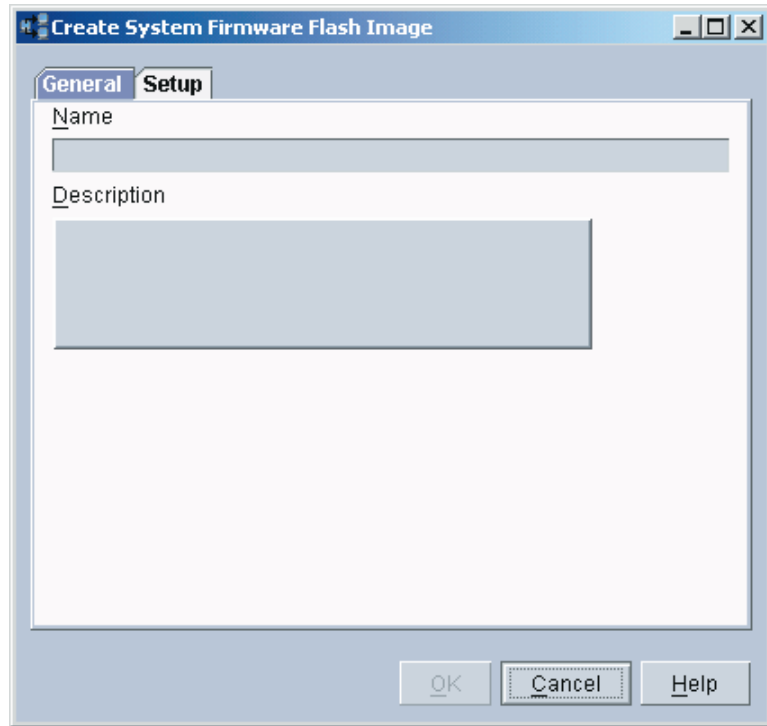 Create System Firmware Flash Image
General Setup
Name
Description
OK Cancel Help